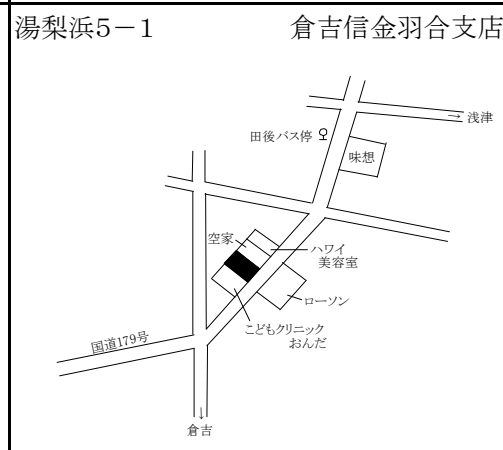 湯梨浜5-1
倉吉信金羽合支店
→ 浅津
田後バス停
味想
空家
ハワイ
美容室
ローソン
こどもクリニック
おんだ
国道179号
↓
倉吉